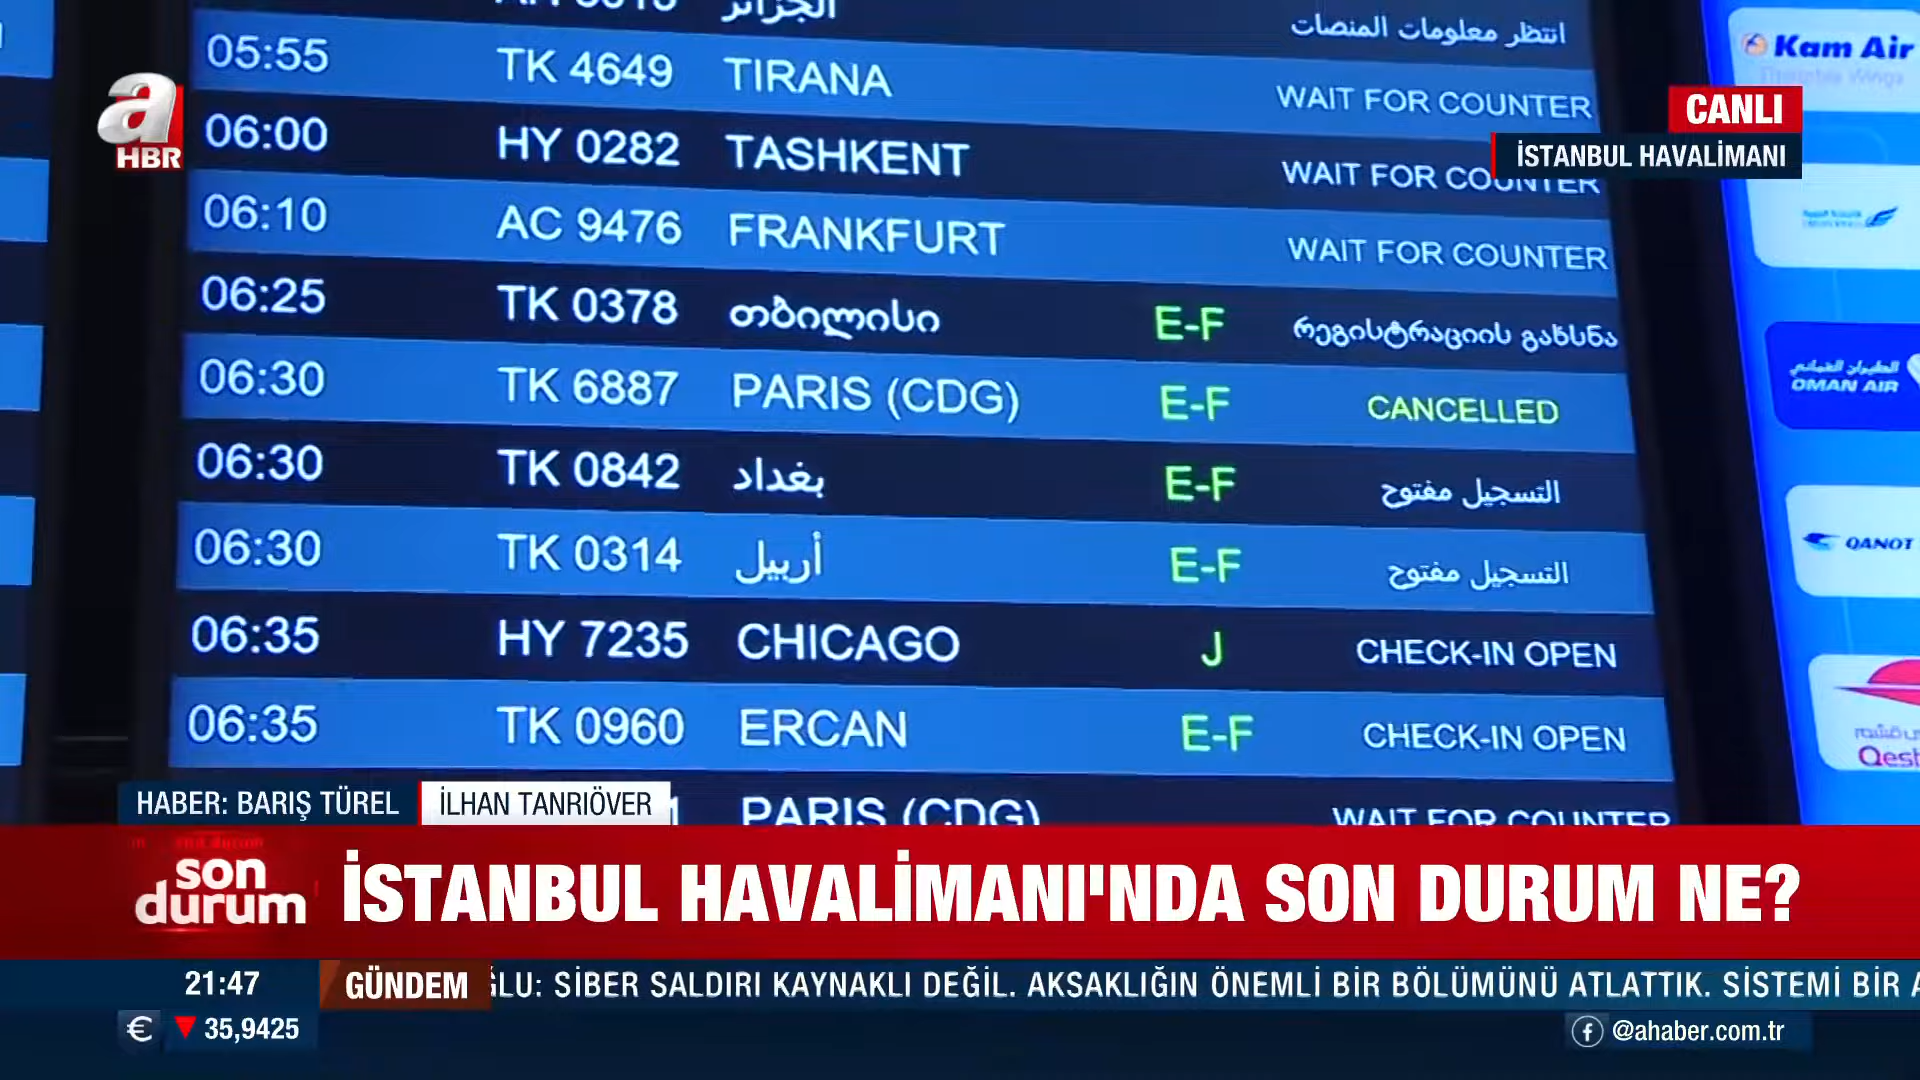 الجزائر انتظر معلومات المنصات
05:55 TK 4649 TIRANA WAIT FOR COUNTER
06:00 HY 0282 TASHKENT WAIT FOR COUNTER
06:10 AC 9476 FRANKFURT WAIT FOR COUNTER
06:25 TK 0378 თბილისი E-F რეგისტრაციის გახსნა
06:30 TK 6887 PARIS (CDG) E-F CANCELLED
06:30 TK 0842 بغداد E-F التسجيل مفتوح
06:30 TK 0314 أربيل E-F التسجيل مفتوح
06:35 HY 7235 CHICAGO J CHECK-IN OPEN
06:35 TK 0960 ERCAN E-F CHECK-IN OPEN
PARIS (CDG) WAIT FOR COUNTER
a
HBR
CANLI
İSTANBUL HAVALİMANI
Kam Air
الطيران العماني
OMAN AIR
QANOT
Qesh
HABER: BARIŞ TÜREL
İLHAN TANRIÖVER
son durum
İSTANBUL HAVALİMANI'NDA SON DURUM NE?
21:47
GÜNDEM
ĞLU: SİBER SALDIRI KAYNAKLI DEĞİL. AKSAKLIĞIN ÖNEMLİ BİR BÖLÜMÜNÜ ATLATTIK. SİSTEMİ BİR A
€ 35,9425
@ahaber.com.tr